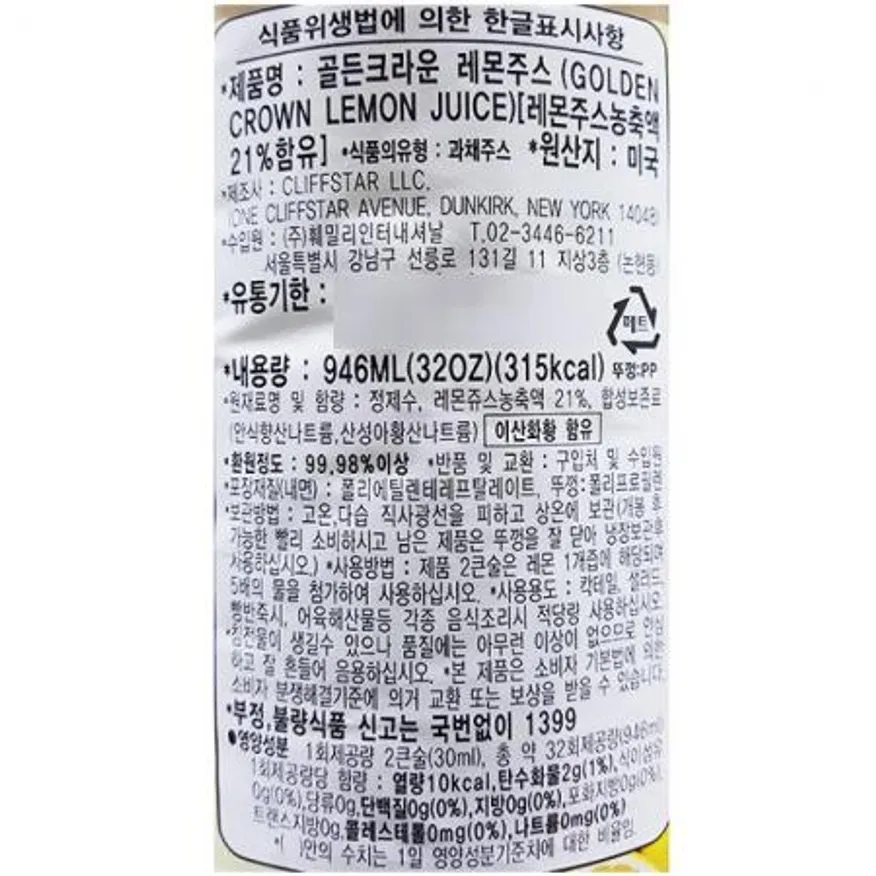 식품위생법에 의한 한글표시사항
*제품명 : 골든크라운 레몬주스 (GOLDEN
CROWN LEMON JUICE)[레몬주스농축액
21%함유] *식품의유형 : 과채주스 *원산지 : 미국
*제조사 : CLIFFSTAR LLC.
(ONE CLIFFSTAR AVENUE, DUNKIRK, NEW YORK 14048)
*수입원 : (주)훼밀리인터내셔날 T.02-3446-6211
서울특별시 강남구 선릉로 131길 11 지상3층 (논현동)
*유통기한 :
페트
*내용량 : 946ML(32OZ)(315kcal) 뚜껑:PP
*원재료명 및 함량 : 정제수, 레몬쥬스농축액 21%, 합성보존료
(안식향산나트륨,산성아황산나트륨) 이산화황 함유
*환원정도 : 99.98%이상 *반품 및 교환 : 구입처 및 수입원
*포장재질(내면) : 폴리에틸렌테레프탈레이트, 뚜껑:폴리프로필렌
*보관방법 : 고온,다습 직사광선을 피하고 상온에 보관(개봉 후
가능한 빨리 소비하시고 남은 제품은 뚜껑을 잘 닫아 냉장보관후
사용하십시오.) *사용방법 : 제품 2큰술은 레몬 1개즙에 해당되며
5배의 물을 첨가하여 사용하십시오. *사용용도 : 칵테일, 샐러드,
빵반죽시, 어육해산물등 각종 음식조리시 적당량 사용하십시오.
*침전물이 생길수 있으나 품질에는 아무런 이상이 없으므로 안심
하고 잘 흔들어 음용하십시오. *본 제품은 소비자 기본법에 의한
소비자 분쟁해결기준에 의거 교환 또는 보상을 받을 수 있습니다.
*부정,불량식품 신고는 국번없이 1399
●영양성분 1회제공량 2큰술(30ml), 총 약 32회제공량(946ml)
1회제공량당 함량 : 열량10kcal,탄수화물2g(1%),식이섬유
0g(0%),당류0g,단백질0g(0%),지방0g(0%),포화지방0g(0%),
트랜스지방0g,콜레스테롤0mg(0%),나트륨0mg(0%)
*( )안의 수치는 1일 영양성분기준치에 대한 비율임.